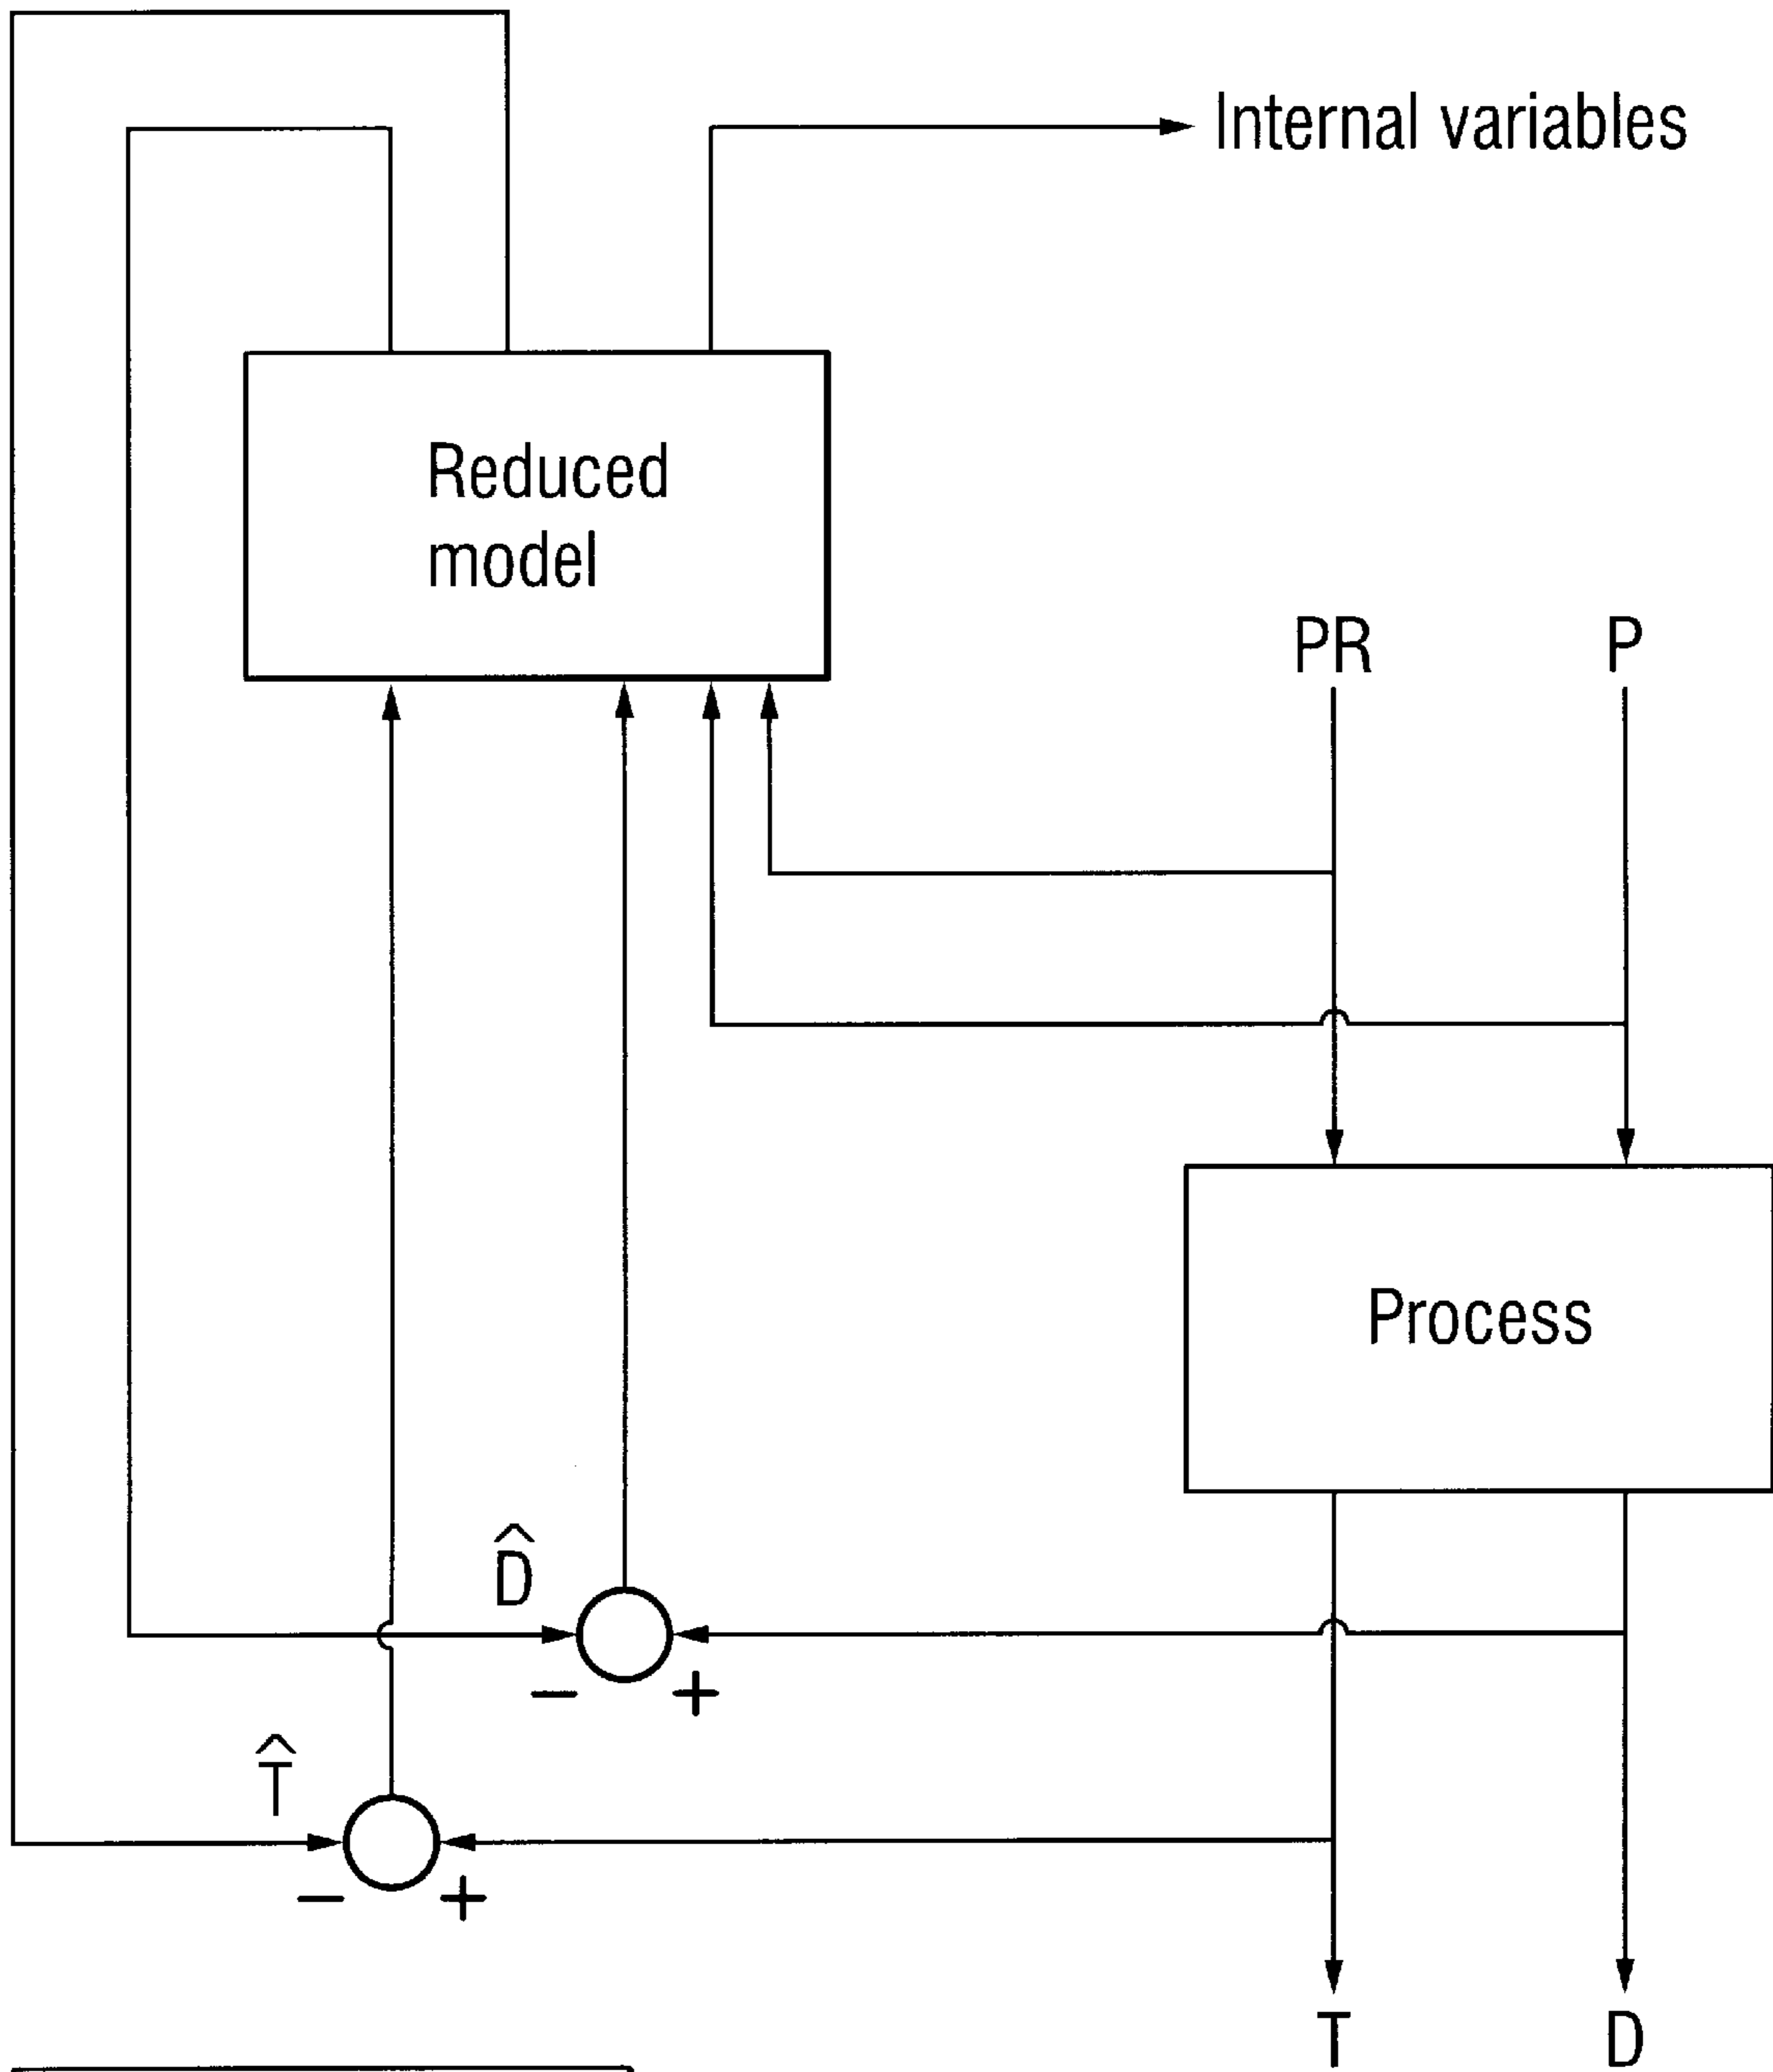 Internal variables
Reduced
model
PR
P
Process
D̂
− +
T̂
− +
T
D